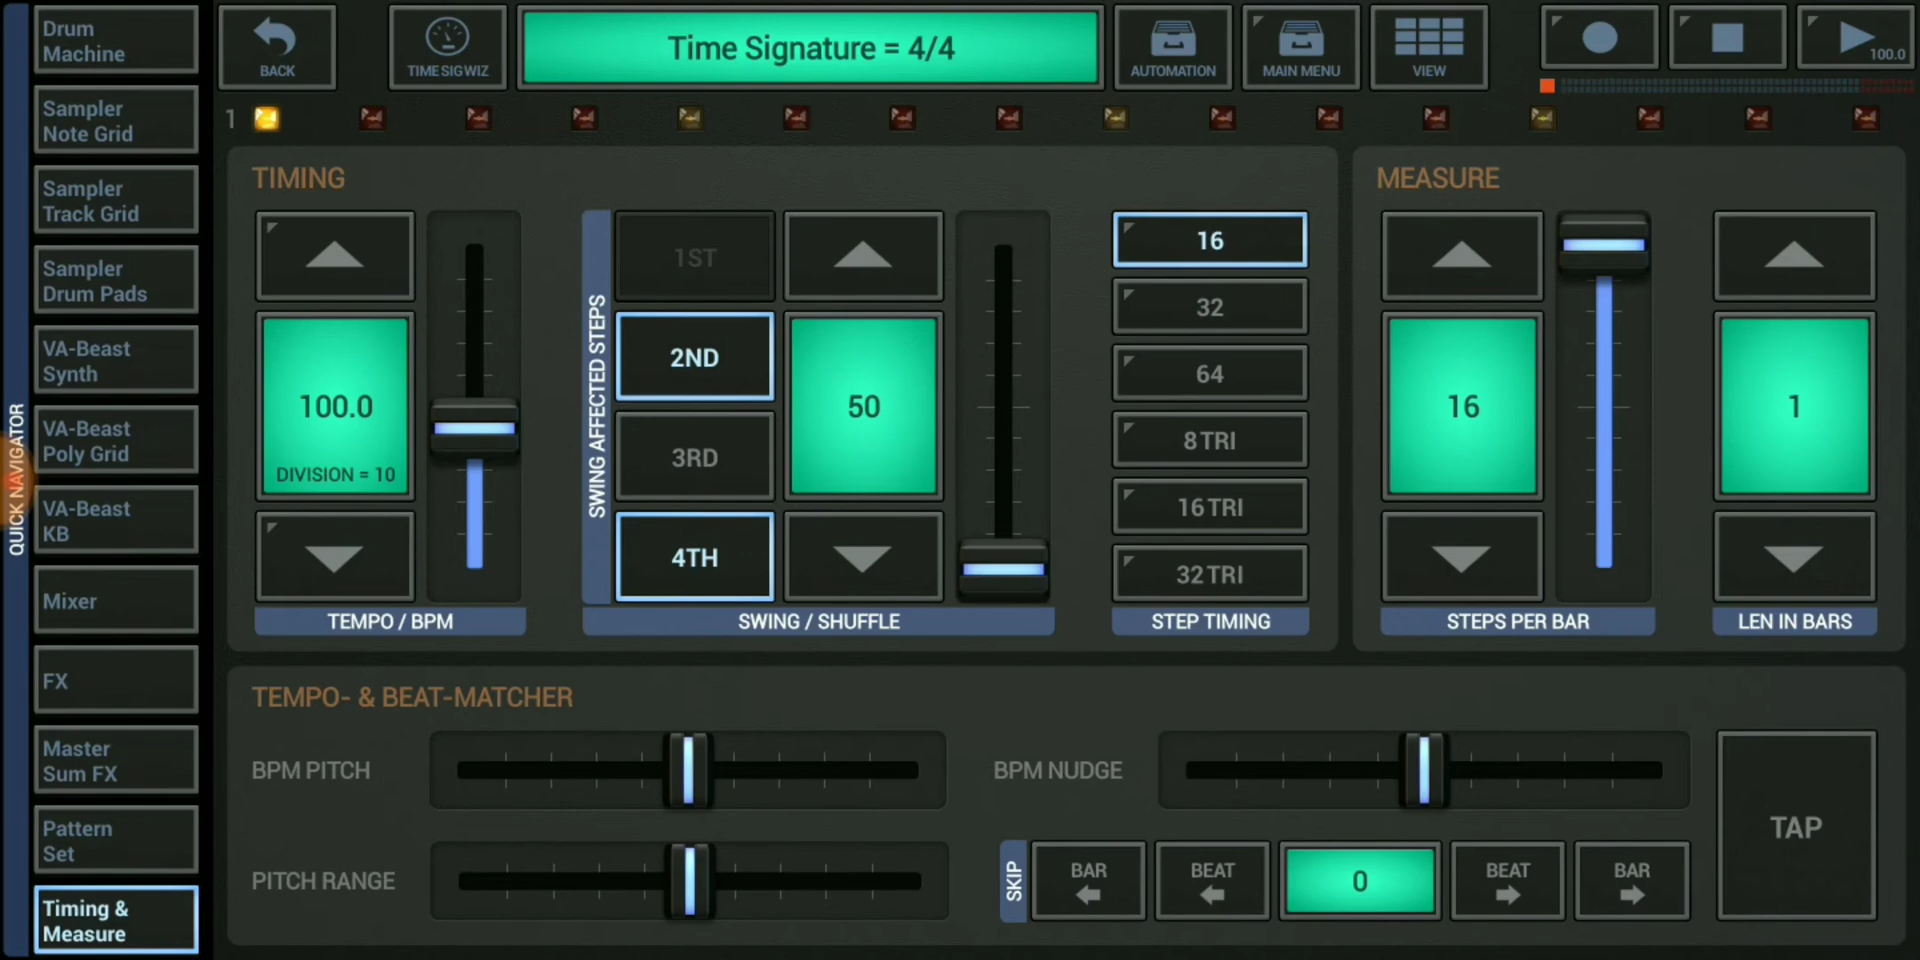 Drum
Machine
Sampler
Note Grid
Sampler
Track Grid
Sampler
Drum Pads
VA-Beast
Synth
VA-Beast
Poly Grid
VA-Beast
KB
Mixer
FX
Master
Sum FX
Pattern
Set
Timing &
Measure
QUICK NAVIGATOR
BACK
TIME SIG WIZ
Time Signature = 4/4
AUTOMATION
MAIN MENU
VIEW
100.0
1
TIMING
100.0
DIVISION = 10
TEMPO / BPM
SWING AFFECTED STEPS
1ST
2ND
3RD
4TH
50
SWING / SHUFFLE
16
32
64
8 TRI
16 TRI
32 TRI
STEP TIMING
MEASURE
16
STEPS PER BAR
1
LEN IN BARS
TEMPO- & BEAT-MATCHER
BPM PITCH
BPM NUDGE
PITCH RANGE
SKIP
BAR
BEAT
0
BEAT
BAR
TAP